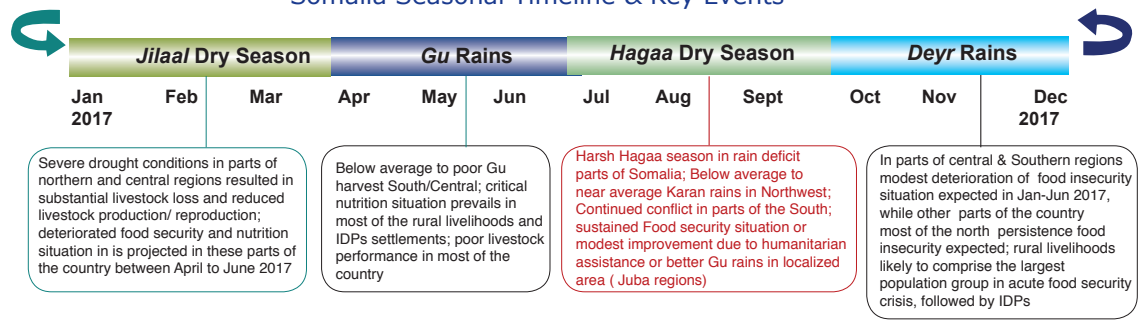 Somalia Seasonal Timeline & Key Events
Jilaal Dry Season
Gu Rains
Hagaa Dry Season
Deyr Rains
Jan
2017
Feb
Mar
Apr
May
Jun
Jul
Aug
Sept
Oct
Nov
Dec
2017
Severe drought conditions in parts of
northern and central regions resulted in
substantial livestock loss and reduced
livestock production/ reproduction;
deteriorated food security and nutrition
situation in is projected in these parts of
the country between April to June 2017
Below average to poor Gu
harvest South/Central; critical
nutrition situation prevails in
most of the rural livelihoods and
IDPs settlements; poor livestock
performance in most of the
country
Harsh Hagaa season in rain deficit
parts of Somalia; Below average to
near average Karan rains in Northwest;
Continued conflict in parts of the South;
sustained Food security situation or
modest improvement due to humanitarian
assistance or better Gu rains in localized
area ( Juba regions)
In parts of central & Southern regions
modest deterioration of food insecurity
situation expected in Jan-Jun 2017,
while other parts of the country
most of the north persistence food
insecurity expected; rural livelihoods
likely to comprise the largest
population group in acute food security
crisis, followed by IDPs